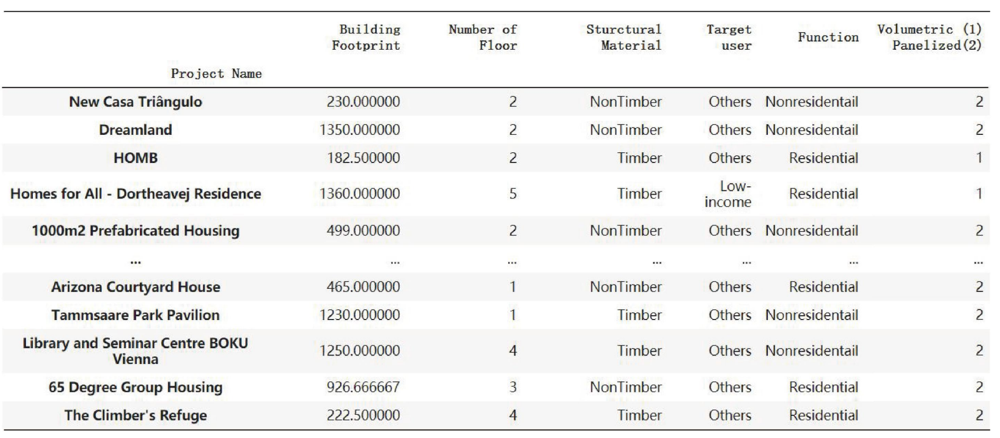 Building Footprint Number of Floor Sturctural Material Target user Function Volumetric (1) Panelized(2)
Project Name
New Casa Triângulo 230.000000 2 NonTimber Others Nonresidentail 2
Dreamland 1350.000000 2 NonTimber Others Nonresidentail 2
HOMB 182.500000 2 Timber Others Residential 1
Homes for All - Dortheavej Residence 1360.000000 5 Timber Low-income Residential 1
1000m2 Prefabricated Housing 499.000000 2 NonTimber Others Nonresidentail 2
... ... ... ... ... ... ...
Arizona Courtyard House 465.000000 1 NonTimber Others Residential 2
Tammsaare Park Pavilion 1230.000000 1 Timber Others Nonresidentail 2
Library and Seminar Centre BOKU Vienna 1250.000000 4 Timber Others Nonresidentail 2
65 Degree Group Housing 926.666667 3 NonTimber Others Residential 2
The Climber's Refuge 222.500000 4 Timber Others Residential 2